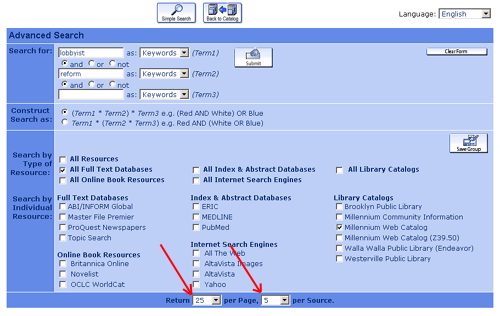 Simple Search
Back to Catalog
Language: English
Advanced Search
Search for: lobbyist as: Keywords (Term1)
Submit
Clear Form
and or not
reform as: Keywords (Term2)
and or not
as: Keywords (Term3)
Construct Search as:
(Term1 * Term2) * Term3 e.g. (Red AND White) OR Blue
Term1 * (Term2 * Term3) e.g. Red AND (White OR Blue)
Save Group
Search by Type of Resource:
All Resources
All Full Text Databases All Index & Abstract Databases All Library Catalogs
All Online Book Resources All Internet Search Engines
Search by Individual Resource:
Full Text Databases
ABI/INFORM Global
Master File Premier
ProQuest Newspapers
Topic Search
Online Book Resources
Britannica Online
Novelist
OCLC WorldCat
Index & Abstract Databases
ERIC
MEDLINE
PubMed
Internet Search Engines
All The Web
AltaVista Images
AltaVista
Yahoo
Library Catalogs
Brooklyn Public Library
Millennium Community Information
Millennium Web Catalog
Millennium Web Catalog (Z39.50)
Walla Walla Public Library (Endeavor)
Westerville Public Library
Return 25 per Page, 5 per Source.